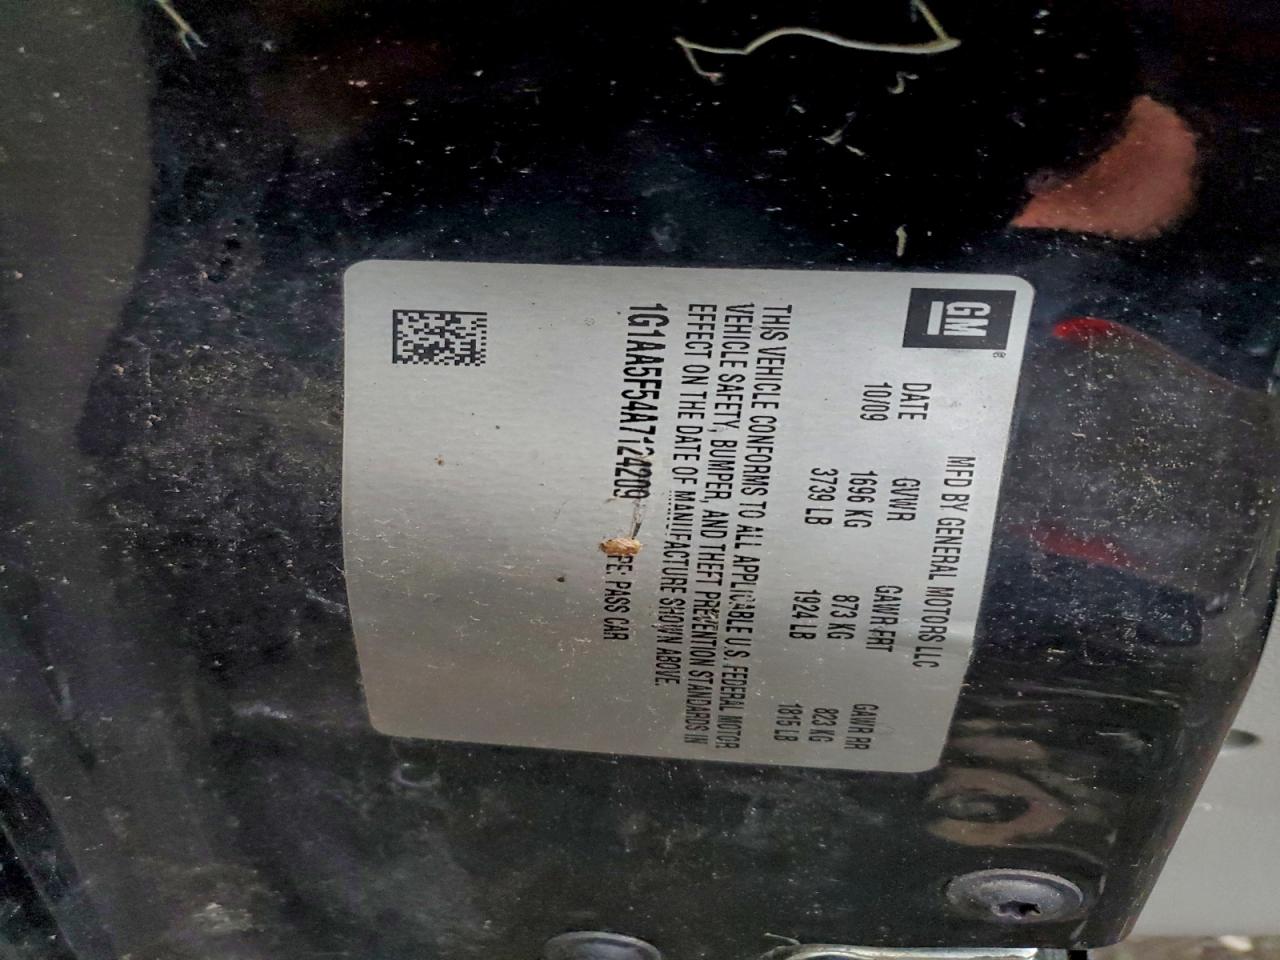 GM
MFD BY GENERAL MOTORS LLC
DATE GVWR GAWR FRT GAWR RR
10/09 1696 KG 873 KG 823 KG
3739 LB 1924 LB 1815 LB
THIS VEHICLE CONFORMS TO ALL APPLICABLE U.S. FEDERAL MOTOR
VEHICLE SAFETY, BUMPER, AND THEFT PREVENTION STANDARDS IN
EFFECT ON THE DATE OF MANUFACTURE SHOWN ABOVE.
1G1AA5F54A7124209 PE: PASS CAR